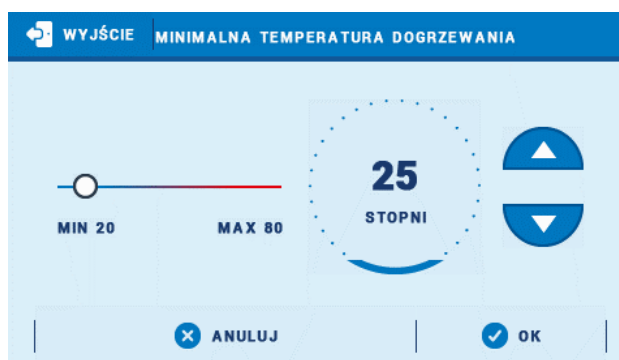 WYJŚCIE MINIMALNA TEMPERATURA DOGRZEWANIA
25
STOPNI
MIN 20 MAX 80
ANULUJ OK